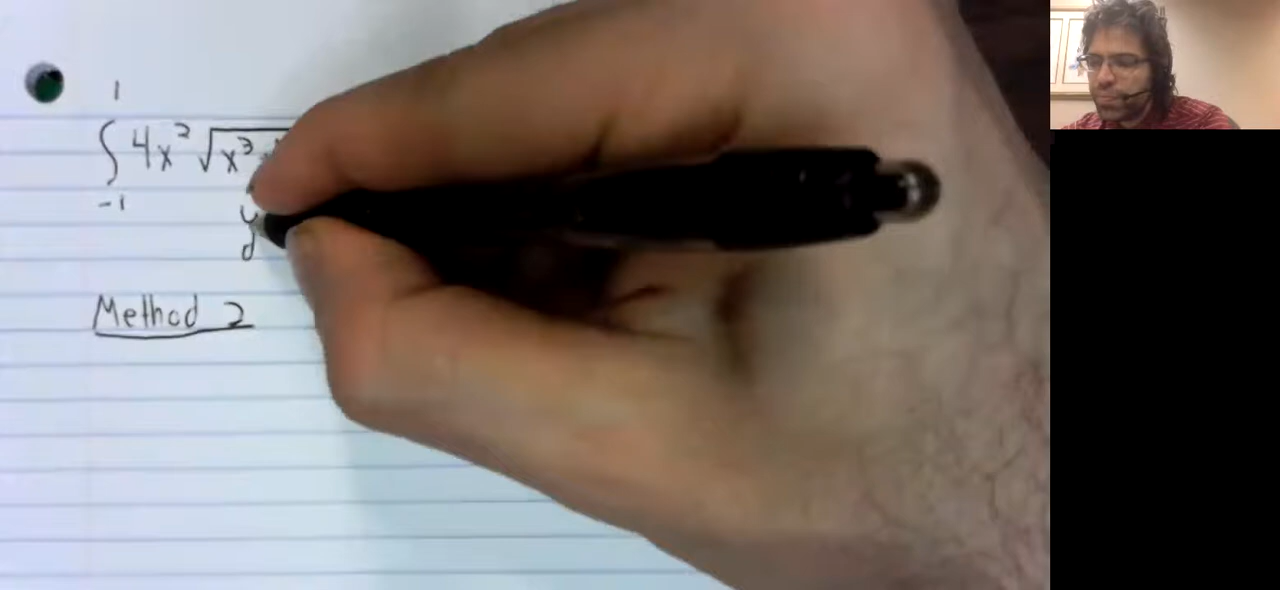 1
∫ 4x² √x³
-1
u
d
Method 2